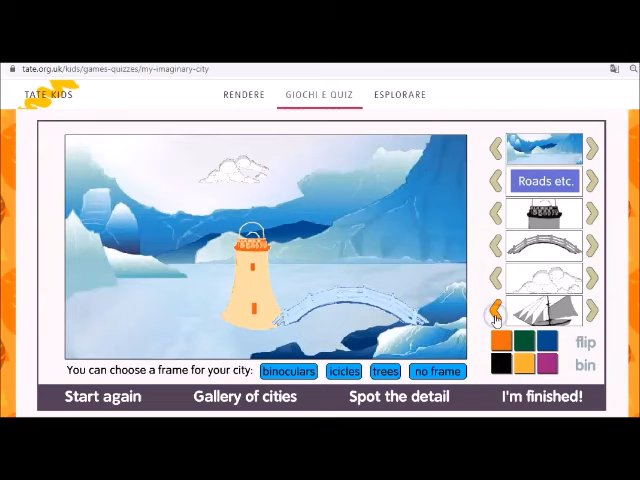 tate.org.uk/kids/games-quizzes/my-imaginary-city
TATE KIDS
RENDERE
GIOCHI E QUIZ
ESPLORARE
Roads etc.
flip
bin
You can choose a frame for your city:
binoculars
icicles
trees
no frame
Start again
Gallery of cities
Spot the detail
I'm finished!